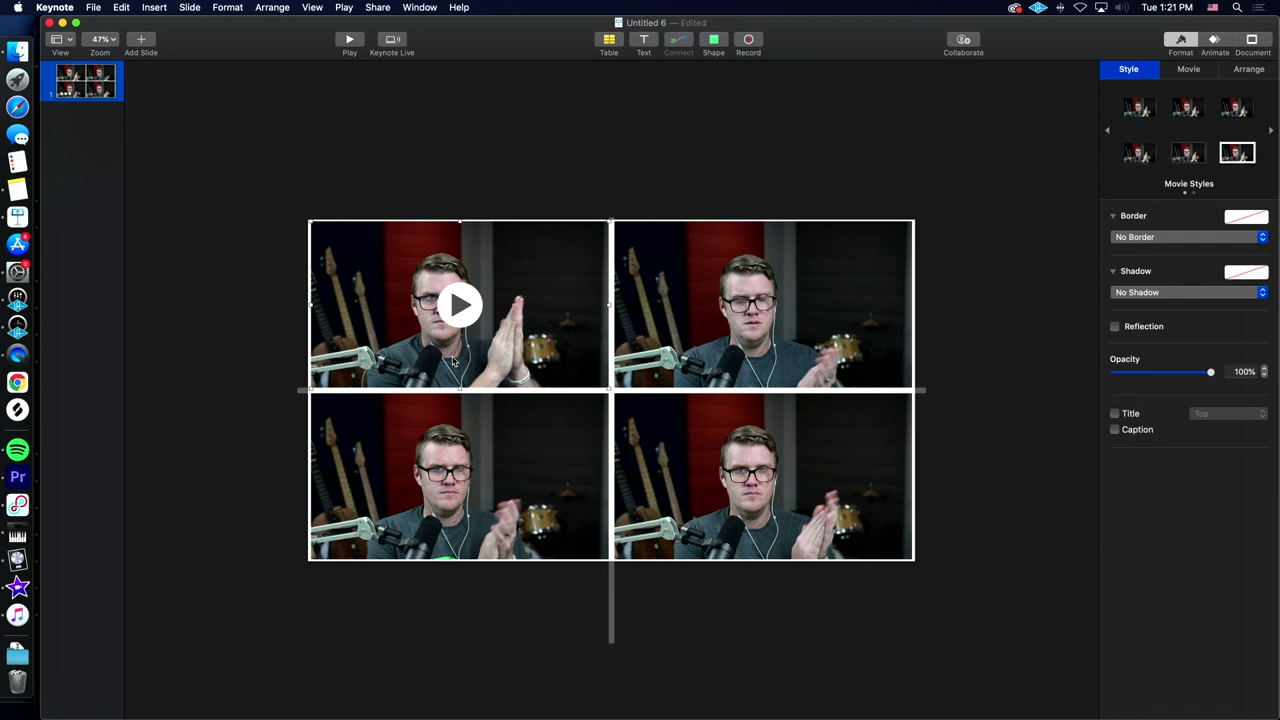 Keynote File Edit Insert Slide Format Arrange View Play Share Window Help Tue 1:21 PM
Untitled 6 — Edited
47%
View Zoom Add Slide Play Keynote Live Table Text Connect Shape Record Collaborate Format Animate Document
Style Movie Arrange
1
Movie Styles
Border
No Border
Shadow
No Shadow
Reflection
Opacity
100%
Title Top
Caption
Pr